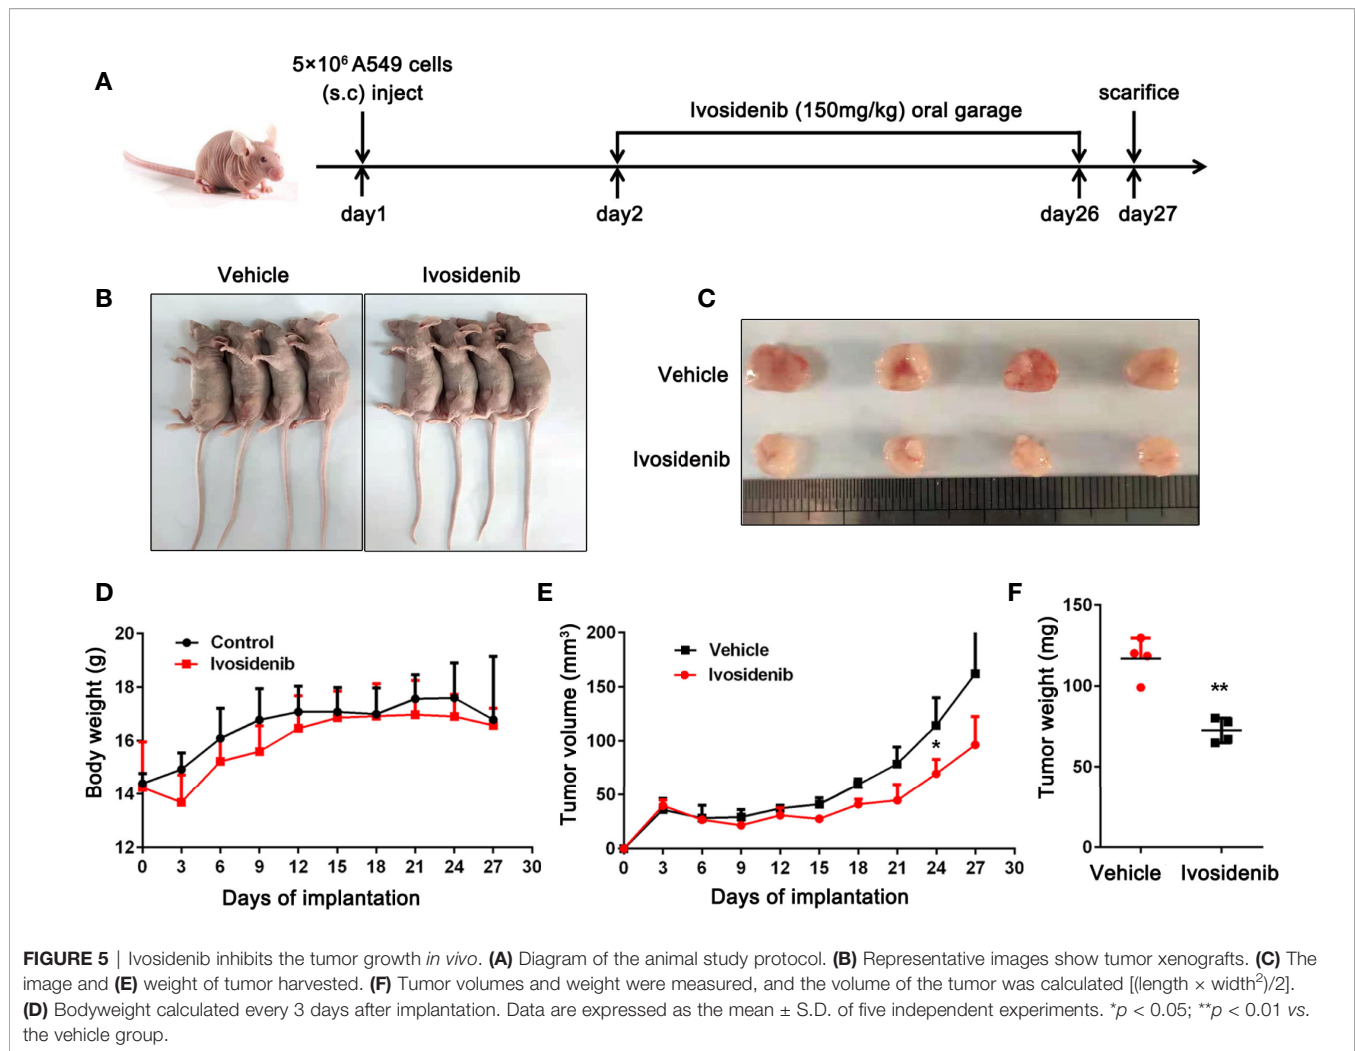 A
5×10⁶ A549 cells
(s.c) inject
Ivosidenib (150mg/kg) oral garage
scarifice
day1
day2
day26
day27
B
Vehicle
Ivosidenib
C
Vehicle
Ivosidenib
D
Body weight (g)
20
18
16
14
12
Control
Ivosidenib
0 3 6 9 12 15 18 21 24 27 30
Days of implantation
E
Tumor volume (mm³)
200
150
100
50
0
Vehicle
Ivosidenib
*
0 3 6 9 12 15 18 21 24 27 30
Days of implantation
F
Tumor weight (mg)
150
100
50
0
**
Vehicle Ivosidenib
FIGURE 5 | Ivosidenib inhibits the tumor growth in vivo. (A) Diagram of the animal study protocol. (B) Representative images show tumor xenografts. (C) The
image and (E) weight of tumor harvested. (F) Tumor volumes and weight were measured, and the volume of the tumor was calculated [(length × width²)/2].
(D) Bodyweight calculated every 3 days after implantation. Data are expressed as the mean ± S.D. of five independent experiments. *p < 0.05; **p < 0.01 vs.
the vehicle group.